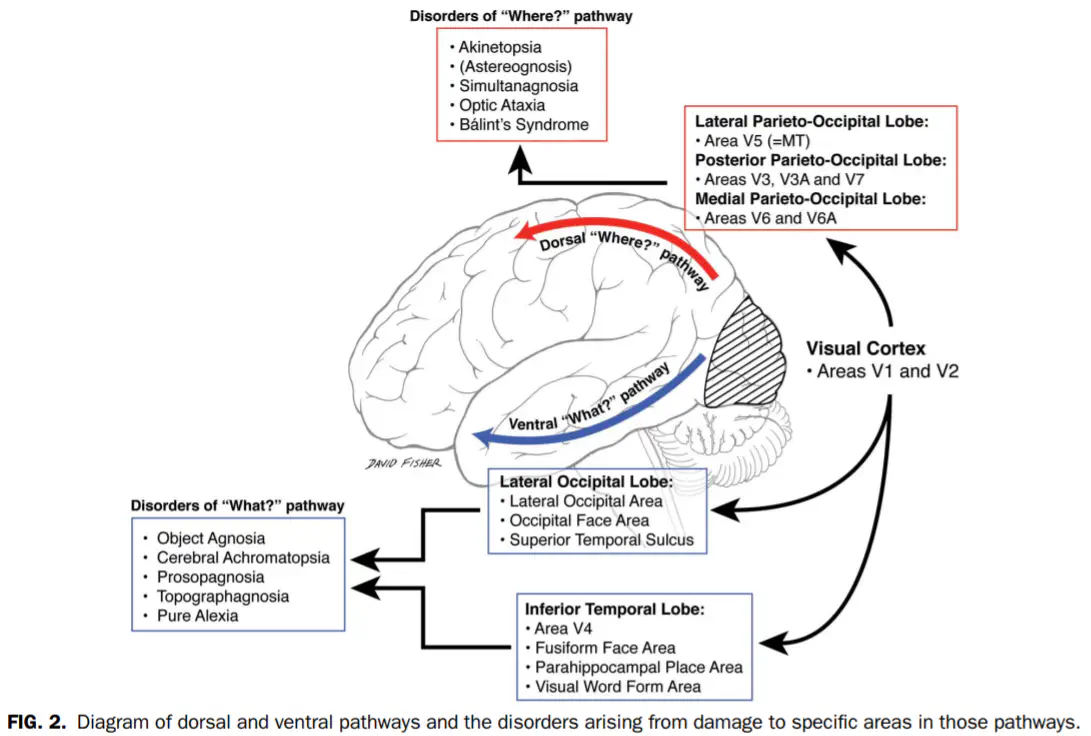 Disorders of “Where?” pathway
• Akinetopsia
• (Astereognosis)
• Simultanagnosia
• Optic Ataxia
• Bálint’s Syndrome
Lateral Parieto-Occipital Lobe:
• Area V5 (=MT)
Posterior Parieto-Occipital Lobe:
• Areas V3, V3A and V7
Medial Parieto-Occipital Lobe:
• Areas V6 and V6A
Dorsal “Where?” pathway
Visual Cortex
• Areas V1 and V2
Ventral “What?” pathway
DAVID FISHER
Lateral Occipital Lobe:
• Lateral Occipital Area
• Occipital Face Area
• Superior Temporal Sulcus
Disorders of “What?” pathway
• Object Agnosia
• Cerebral Achromatopsia
• Prosopagnosia
• Topographagnosia
• Pure Alexia
Inferior Temporal Lobe:
• Area V4
• Fusiform Face Area
• Parahippocampal Place Area
• Visual Word Form Area
FIG. 2. Diagram of dorsal and ventral pathways and the disorders arising from damage to specific areas in those pathways.